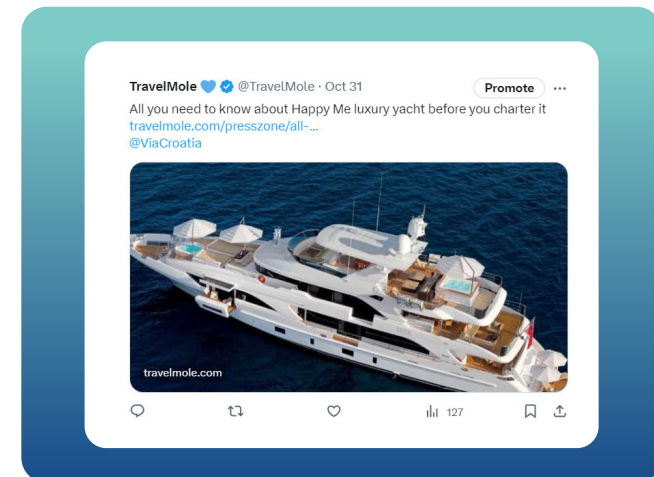 TravelMole 💙 @TravelMole · Oct 31
Promote
All you need to know about Happy Me luxury yacht before you charter it
travelmole.com/presszone/all-...
@ViaCroatia
travelmole.com
127